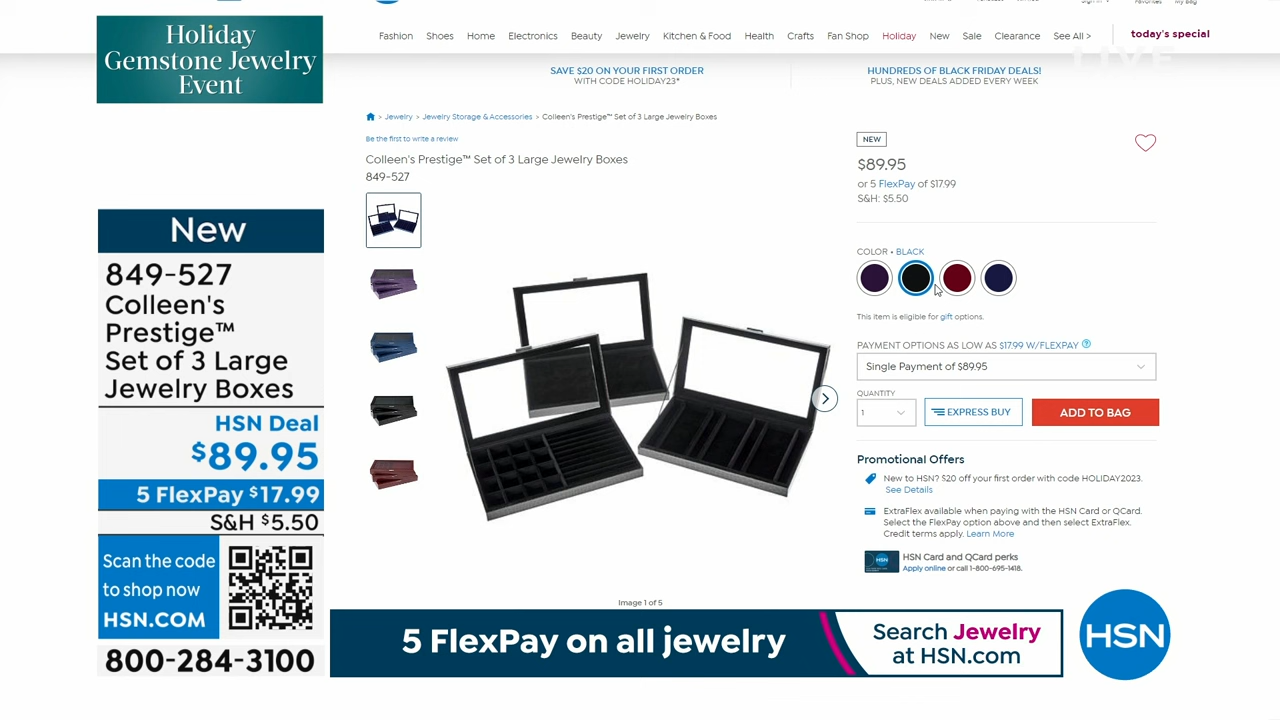 Holiday
Gemstone Jewelry
Event
Fashion Shoes Home Electronics Beauty Jewelry Kitchen & Food Health Crafts Fan Shop Holiday New Sale Clearance See All > today's special
LIVE
SAVE $20 ON YOUR FIRST ORDER
WITH CODE HOLIDAY23*
HUNDREDS OF BLACK FRIDAY DEALS!
PLUS, NEW DEALS ADDED EVERY WEEK
> Jewelry > Jewelry Storage & Accessories > Colleen's Prestige™ Set of 3 Large Jewelry Boxes
Be the first to write a review
Colleen's Prestige™ Set of 3 Large Jewelry Boxes
849-527
NEW
$89.95
or 5 FlexPay of $17.99
S&H: $5.50
COLOR • BLACK
This item is eligible for gift options.
PAYMENT OPTIONS AS LOW AS $17.99 W/FLEXPAY ?
Single Payment of $89.95
QUANTITY
1
EXPRESS BUY
ADD TO BAG
Promotional Offers
New to HSN? $20 off your first order with code HOLIDAY2023.
See Details
ExtraFlex available when paying with the HSN Card or QCard.
Select the FlexPay option above and then select ExtraFlex.
Credit terms apply. Learn More
HSN
HSN Card and QCard perks
Apply online or call 1-800-695-1418.
Image 1 of 5
New
849-527
Colleen's
Prestige™
Set of 3 Large
Jewelry Boxes
HSN Deal
$89.95
5 FlexPay $17.99
S&H $5.50
Scan the code
to shop now
HSN.COM
800-284-3100
5 FlexPay on all jewelry
Search Jewelry
at HSN.com
HSN